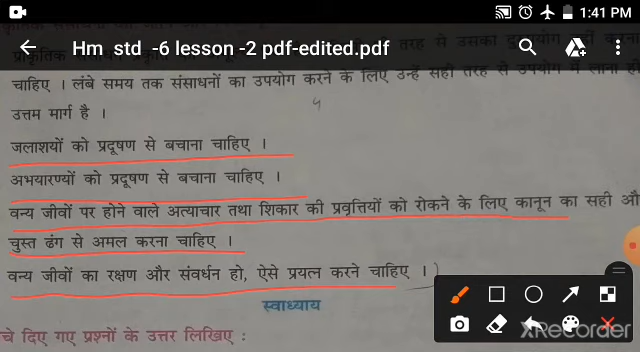 1:41 PM
Hm std -6 lesson -2 pdf-edited.pdf
प्राकृतिक तरह से उसका
चाहिए । लंबे समय तक संसाधनों का उपयोग करने के लिए उन्हें सही तरह से उपयोग में लाना ही
उत्तम मार्ग है ।
जलाशयों को प्रदूषण से बचाना चाहिए ।
अभयारण्यों को प्रदूषण से बचाना चाहिए ।
वन्य जीवों पर होने वाले अत्याचार तथा शिकार की प्रवृत्तियों को रोकने के लिए कानून का सही औ
चुस्त ढंग से अमल करना चाहिए ।
वन्य जीवों का रक्षण और संवर्धन हो, ऐसे प्रयत्न करने चाहिए ।
स्वाध्याय
चे दिए गए प्रश्नों के उत्तर लिखिए :
XRecorder